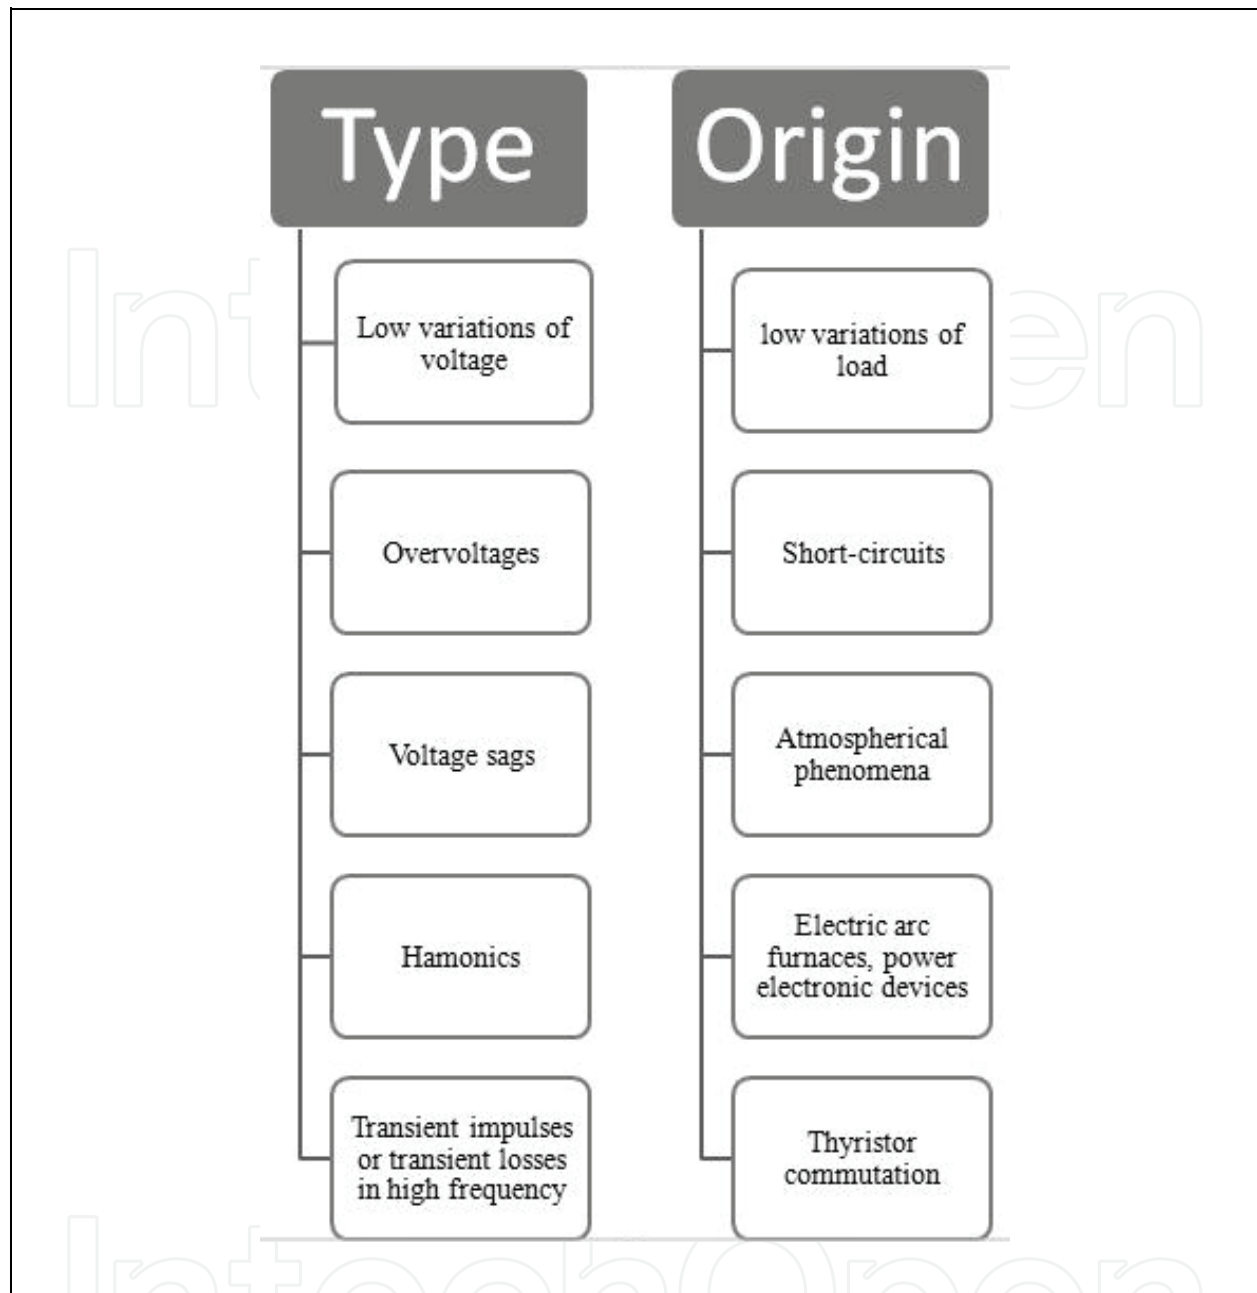 Type
Low variations of
voltage
Overvoltages
Voltage sags
Hamonics
Transient impulses
or transient losses
in high frequency
Origin
low variations of
load
Short-circuits
Atmospherical
phenomena
Electric arc
furnaces, power
electronic devices
Thyristor
commutation
IntechOpen